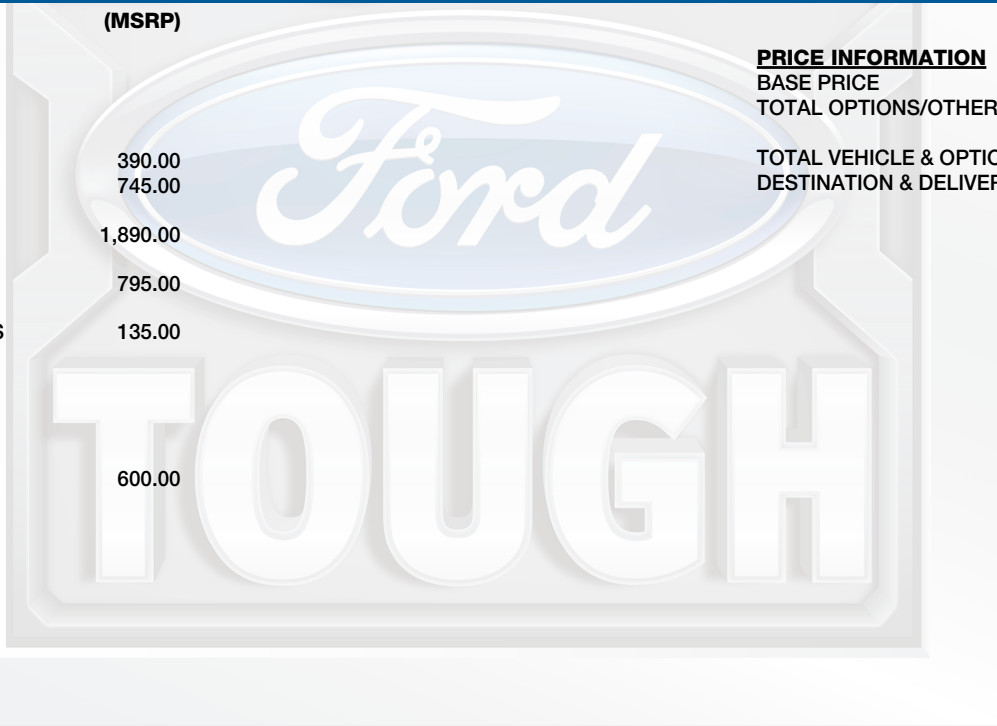 (MSRP)
390.00
745.00
1,890.00
795.00
S 135.00
600.00
PRICE INFORMATION
BASE PRICE
TOTAL OPTIONS/OTHER
TOTAL VEHICLE & OPTIO
DESTINATION & DELIVER
Ford
TOUGH